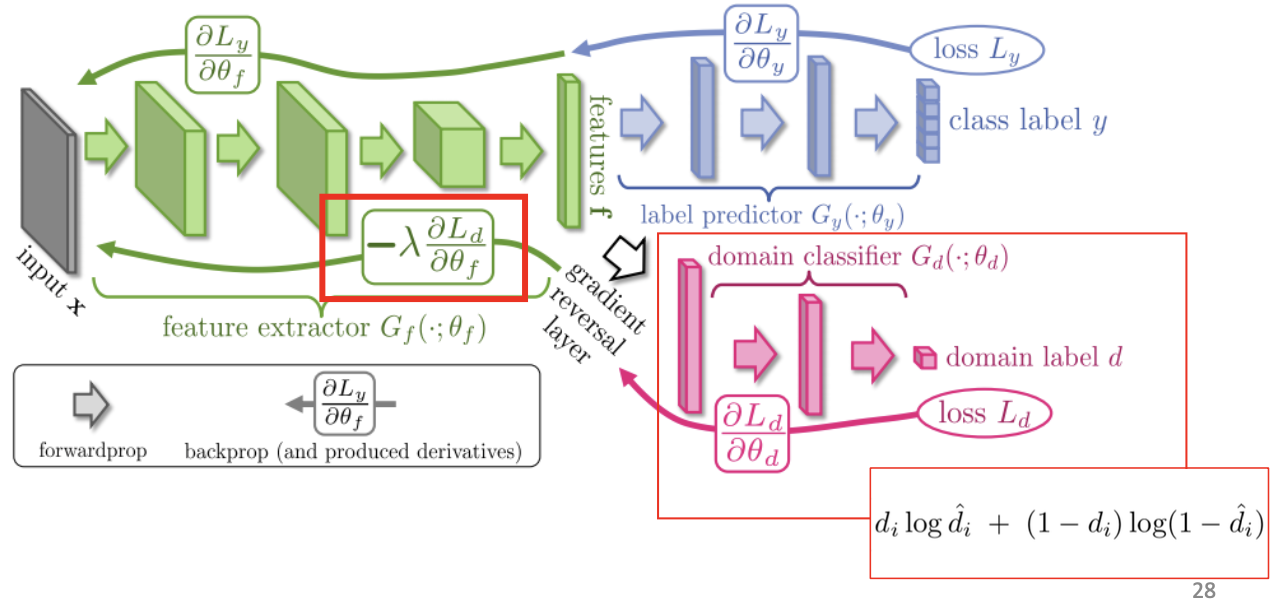 ∂L_y/∂θ_f
∂L_y/∂θ_y
loss L_y
features f
class label y
label predictor G_y(·;θ_y)
input x
−λ ∂L_d/∂θ_f
feature extractor G_f(·;θ_f)
gradient
reversal
layer
domain classifier G_d(·;θ_d)
domain label d
∂L_d/∂θ_d
loss L_d
forwardprop
∂L_y/∂θ_f
backprop (and produced derivatives)
d_i log d̂_i + (1 − d_i) log(1 − d̂_i)
28